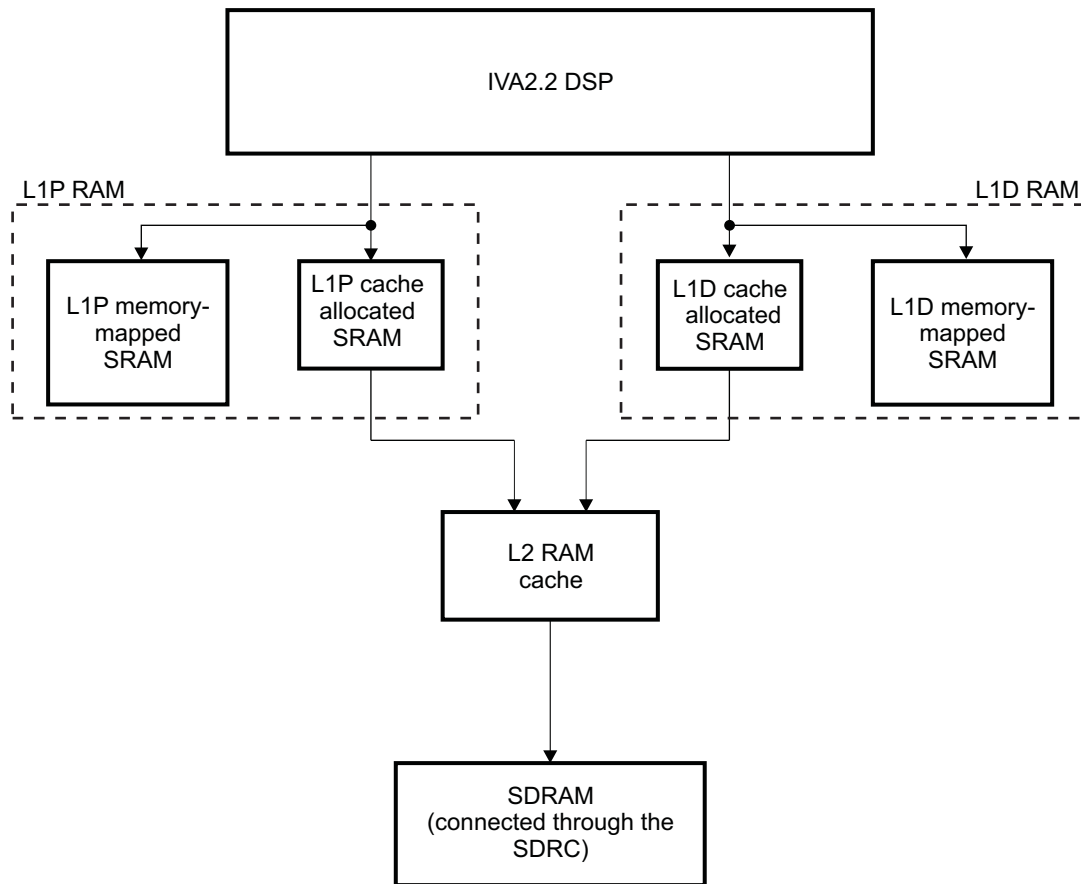 IVA2.2 DSP
L1P RAM
L1D RAM
L1P memory-
mapped
SRAM
L1P cache
allocated
SRAM
L1D cache
allocated
SRAM
L1D memory-
mapped
SRAM
L2 RAM
cache
SDRAM
(connected through the
SDRC)